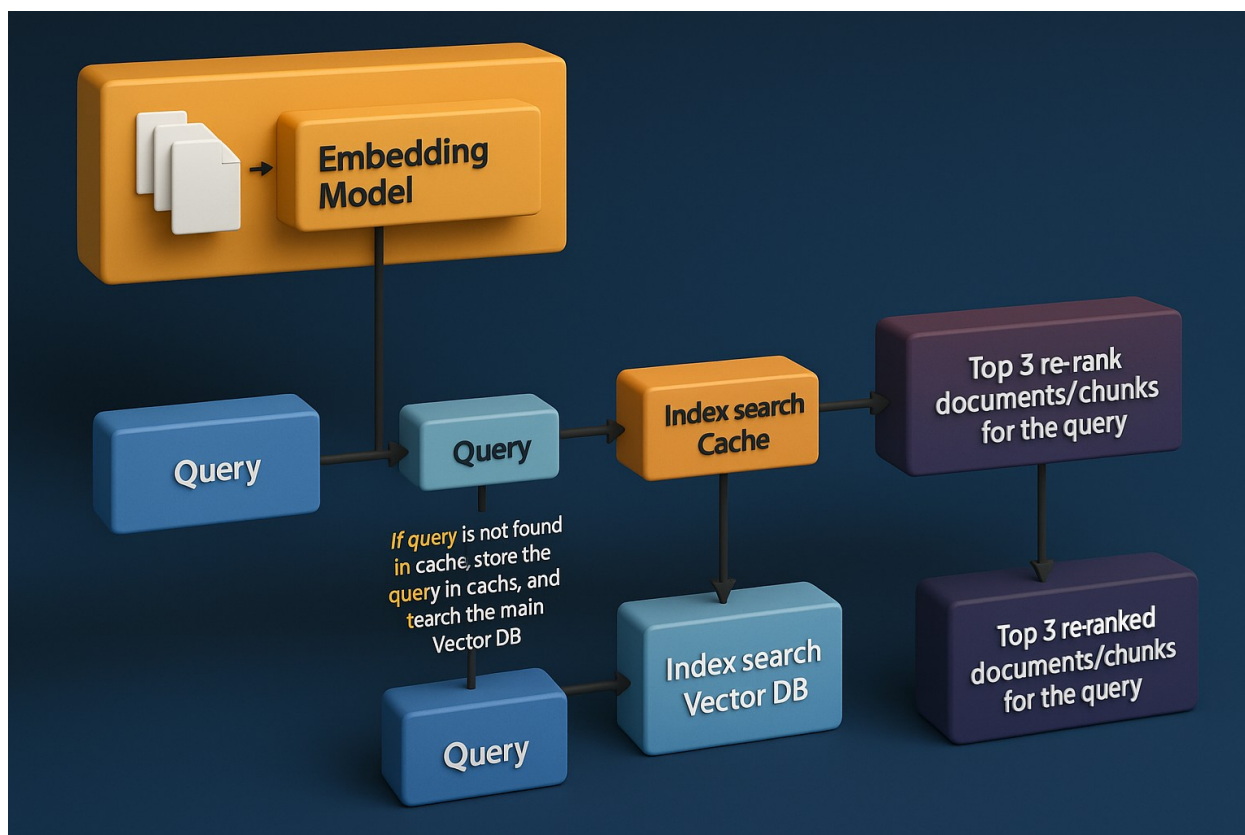 Embedding
Model
Query
Query
Index search
Cache
Top 3 re-rank
documents/chunks
for the query
If query is not found
in cache, store the
query in cachs, and
tearch the main
Vector DB
Query
Index search
Vector DB
Top 3 re-ranked
documents/chunks
for the query